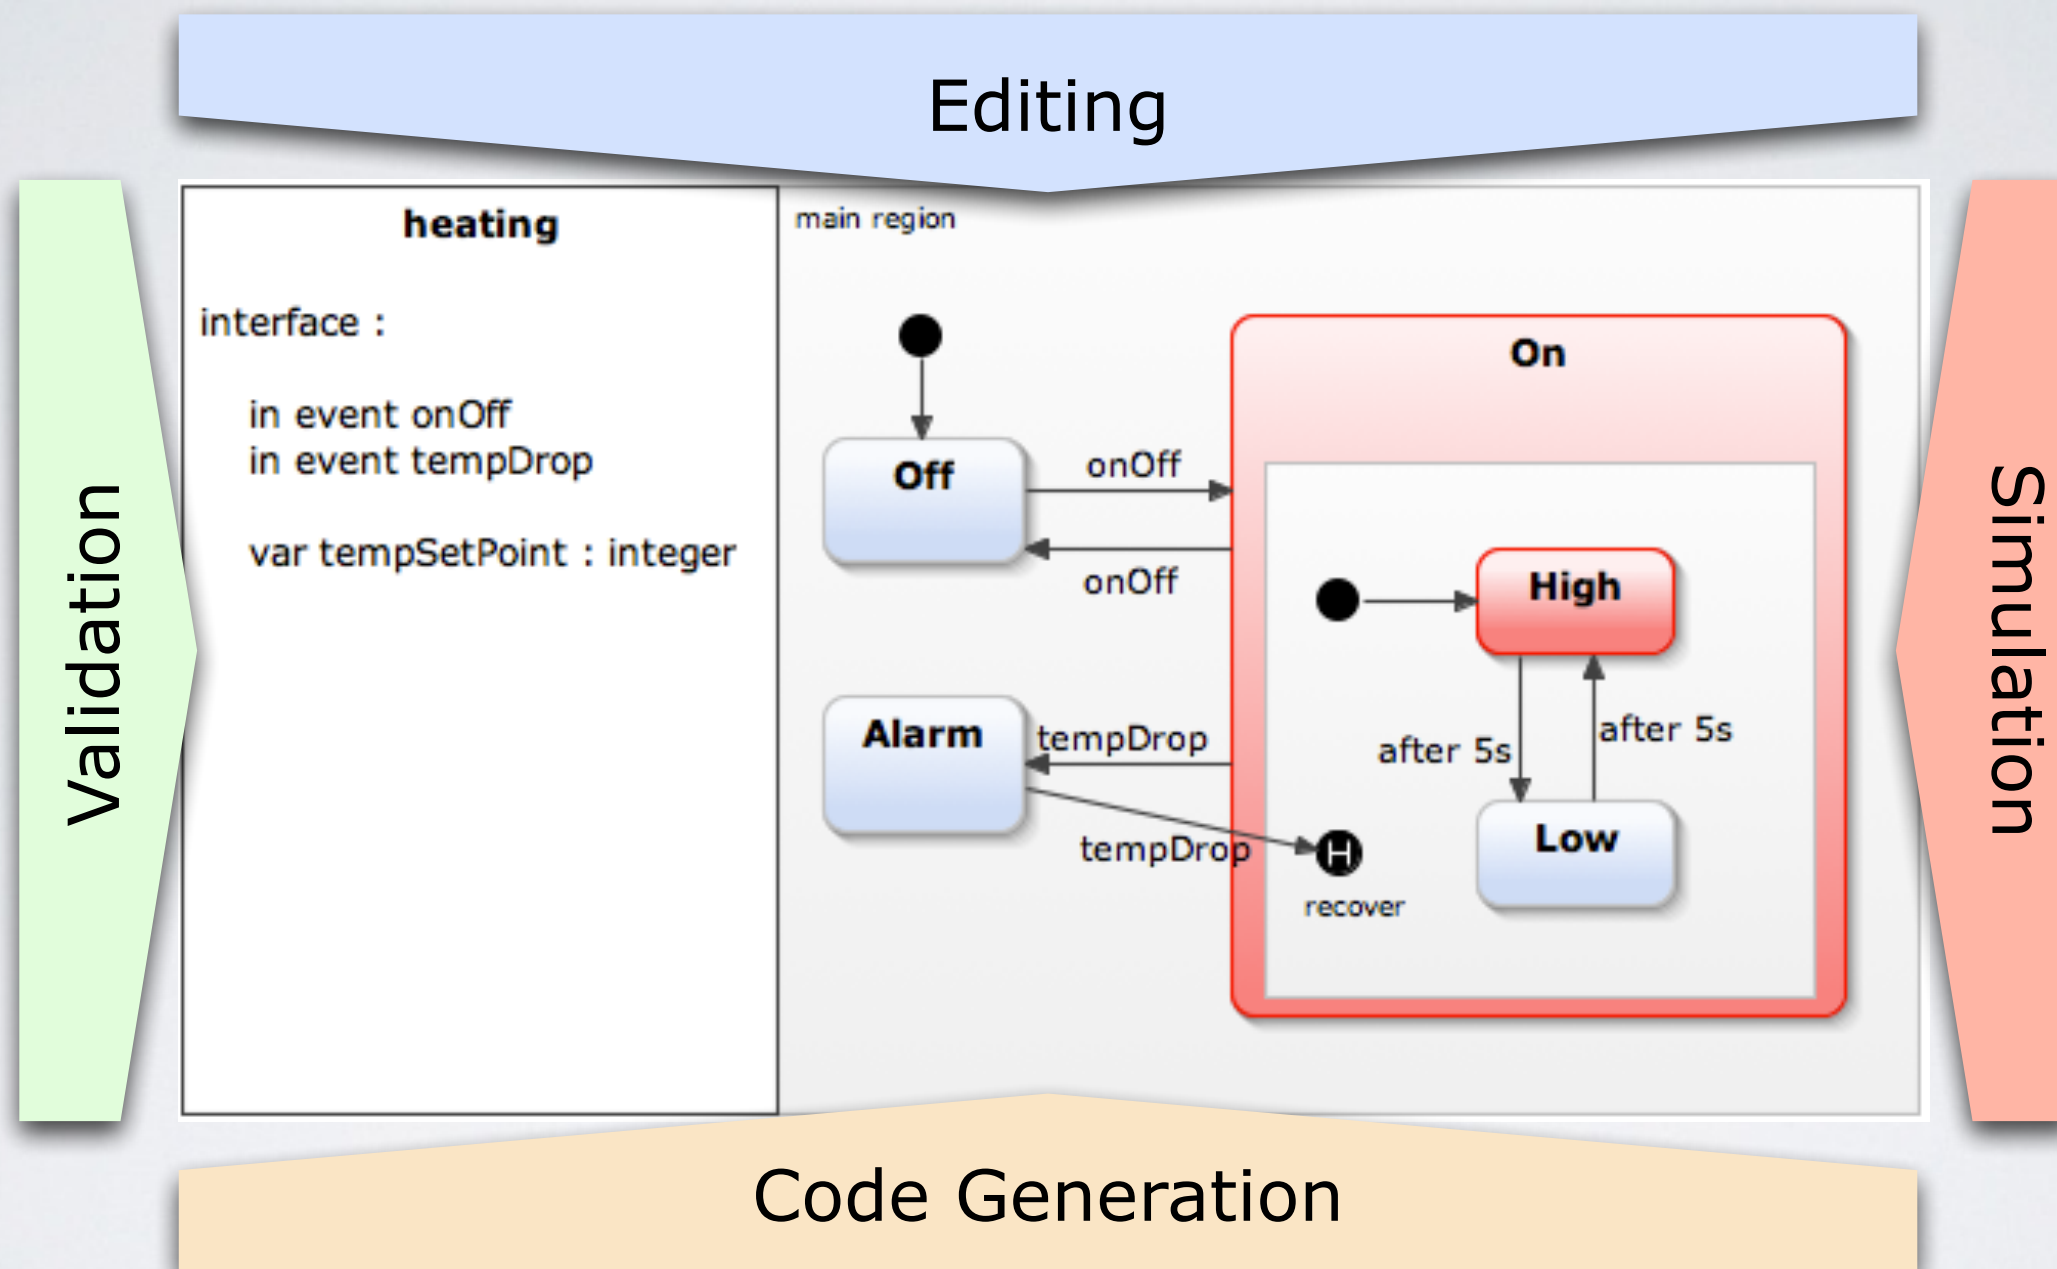 Editing
Validation
heating
interface :
in event onOff
in event tempDrop
var tempSetPoint : integer
main region
Off
onOff
onOff
Alarm
tempDrop
tempDrop
On
High
after 5s
after 5s
Low
H
recover
Simulation
Code Generation